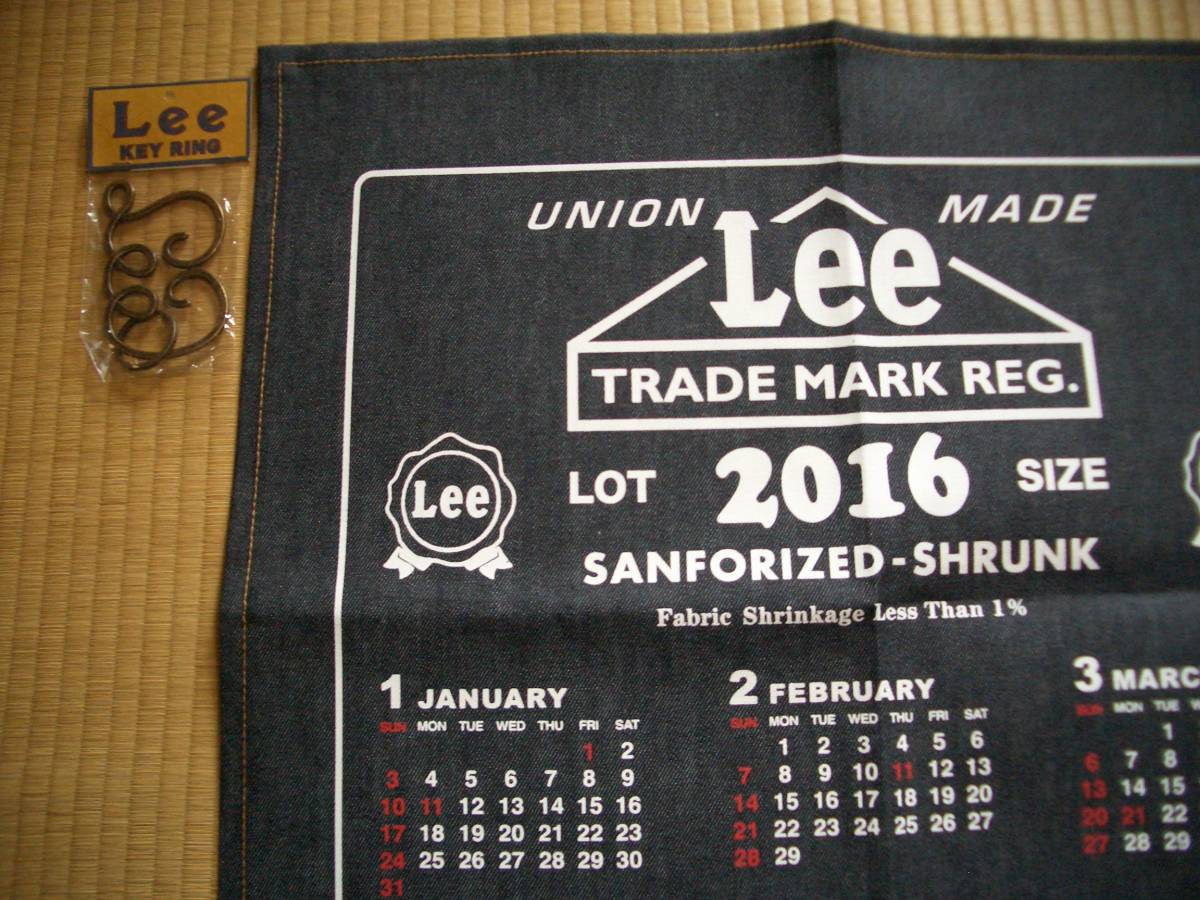 Lee
KEY RING
UNION MADE
Lee
TRADE MARK REG.
LOT 2016 SIZE
Lee
SANFORIZED-SHRUNK
Fabric Shrinkage Less Than 1%
1 JANUARY
SUN MON TUE WED THU FRI SAT
1 2
3 4 5 6 7 8 9
10 11 12 13 14 15 16
17 18 19 20 21 22 23
24 25 26 27 28 29 30
31
2 FEBRUARY
SUN MON TUE WED THU FRI SAT
1 2 3 4 5 6
7 8 9 10 11 12 13
14 15 16 17 18 19 20
21 22 23 24 25 26 27
28 29
3 MARC
SUN MON TUE
1
6 7 8
13 14 15
20 21 22
27 28 29